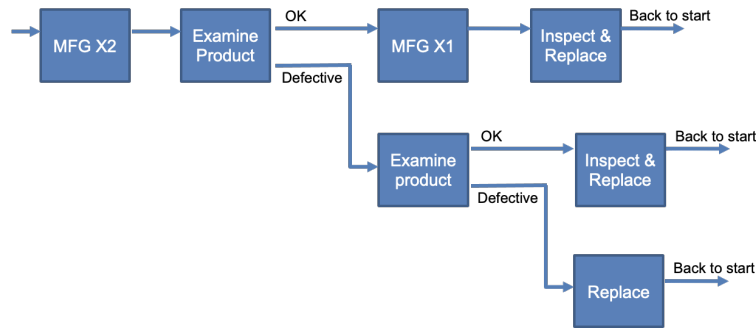 OK
Back to start
MFG X2
Examine
Product
MFG X1
Inspect &
Replace
Defective
OK
Back to start
Examine
product
Inspect &
Replace
Defective
Back to start
Replace